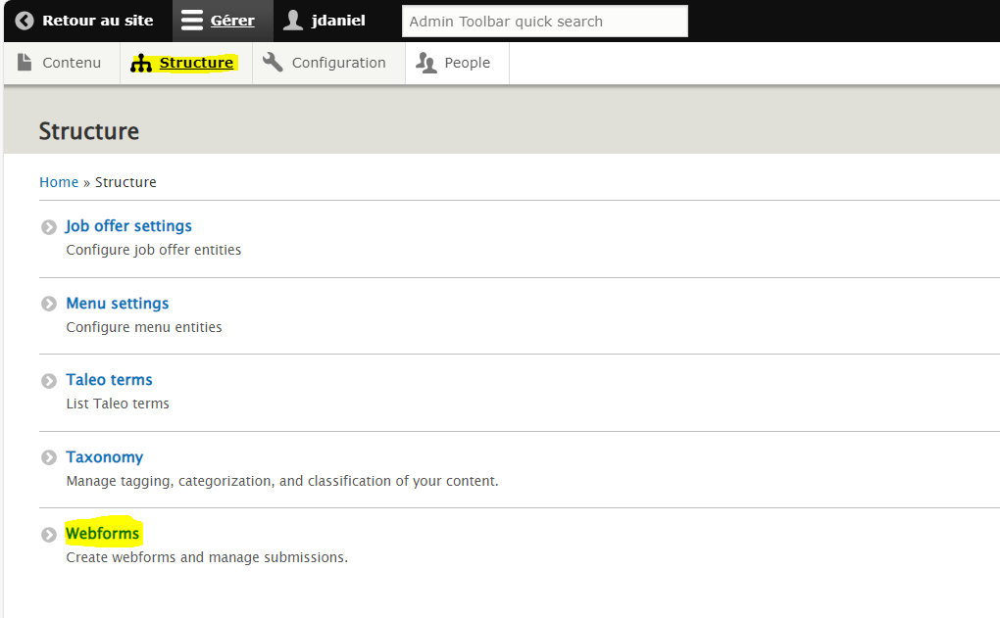 Retour au site Gérer jdaniel Admin Toolbar quick search
Contenu Structure Configuration People
Structure
Home » Structure
Job offer settings
Configure job offer entities
Menu settings
Configure menu entities
Taleo terms
List Taleo terms
Taxonomy
Manage tagging, categorization, and classification of your content.
Webforms
Create webforms and manage submissions.